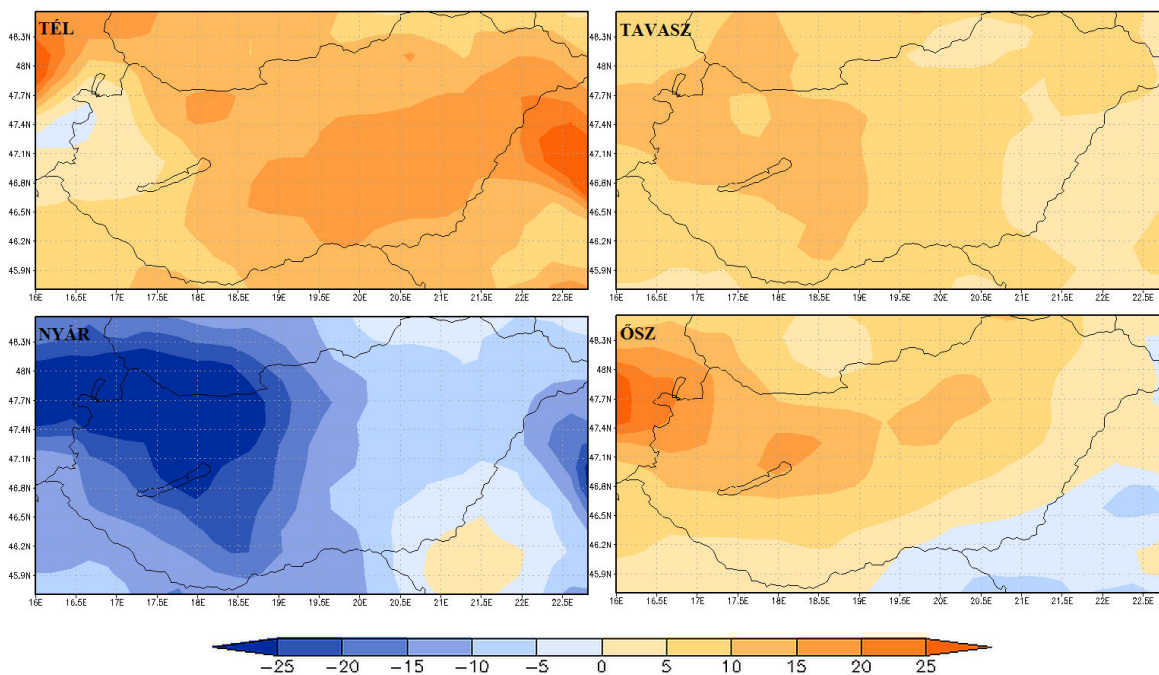 TÉL
48.3N
48N
47.7N
47.4N
47.1N
46.8N
46.5N
46.2N
45.9N
16E 16.5E 17E 17.5E 18E 18.5E 19E 19.5E 20E 20.5E 21E 21.5E 22E 22.5E
TAVASZ
48.3N
48N
47.7N
47.4N
47.1N
46.8N
46.5N
46.2N
45.9N
16E 16.5E 17E 17.5E 18E 18.5E 19E 19.5E 20E 20.5E 21E 21.5E 22E 22.5E
NYÁR
48.3N
48N
47.7N
47.4N
47.1N
46.8N
46.5N
46.2N
45.9N
16E 16.5E 17E 17.5E 18E 18.5E 19E 19.5E 20E 20.5E 21E 21.5E 22E 22.5E
ŐSZ
48.3N
48N
47.7N
47.4N
47.1N
46.8N
46.5N
46.2N
45.9N
16E 16.5E 17E 17.5E 18E 18.5E 19E 19.5E 20E 20.5E 21E 21.5E 22E 22.5E
−25 −20 −15 −10 −5 0 5 10 15 20 25